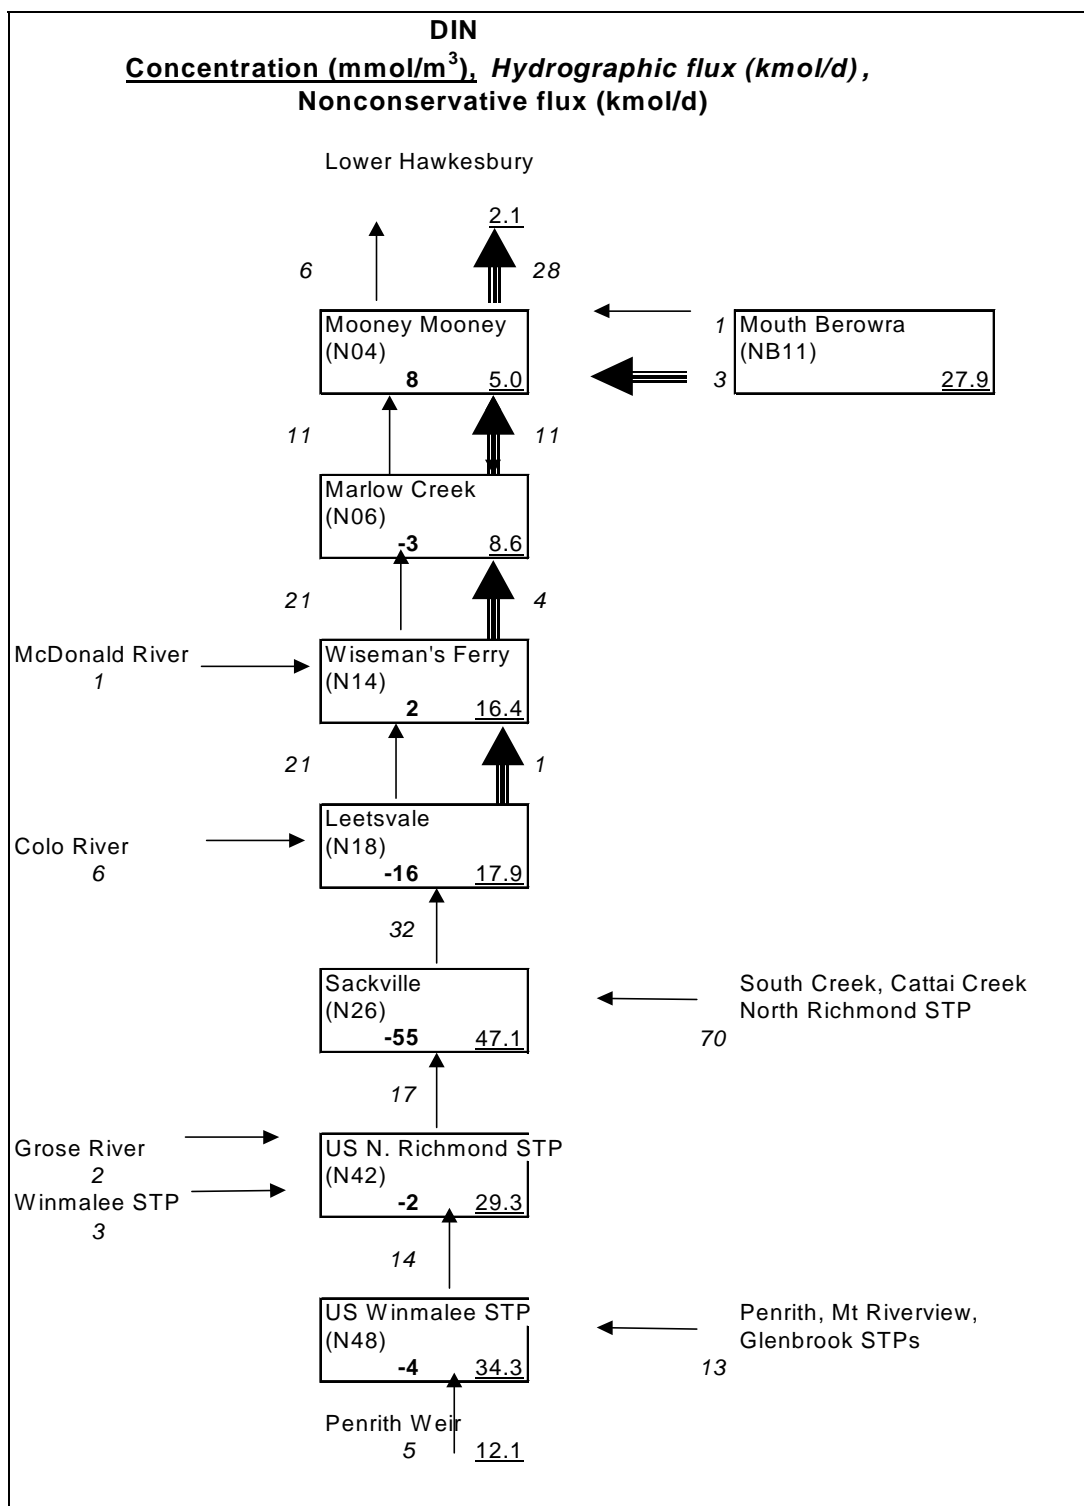 DIN
Concentration (mmol/m³), Hydrographic flux (kmol/d),
Nonconservative flux (kmol/d)
Lower Hawkesbury
2.1
6
28
Mooney Mooney
(N04)
8 5.0
1
3
Mouth Berowra
(NB11)
27.9
11
11
Marlow Creek
(N06)
-3 8.6
21
4
McDonald River
1
Wiseman's Ferry
(N14)
2 16.4
21
1
Colo River
6
Leetsvale
(N18)
-16 17.9
32
Sackville
(N26)
-55 47.1
South Creek, Cattai Creek
North Richmond STP
70
17
Grose River
2
Winmalee STP
3
US N. Richmond STP
(N42)
-2 29.3
14
US Winmalee STP
(N48)
-4 34.3
Penrith, Mt Riverview,
Glenbrook STPs
13
Penrith Weir
5 12.1